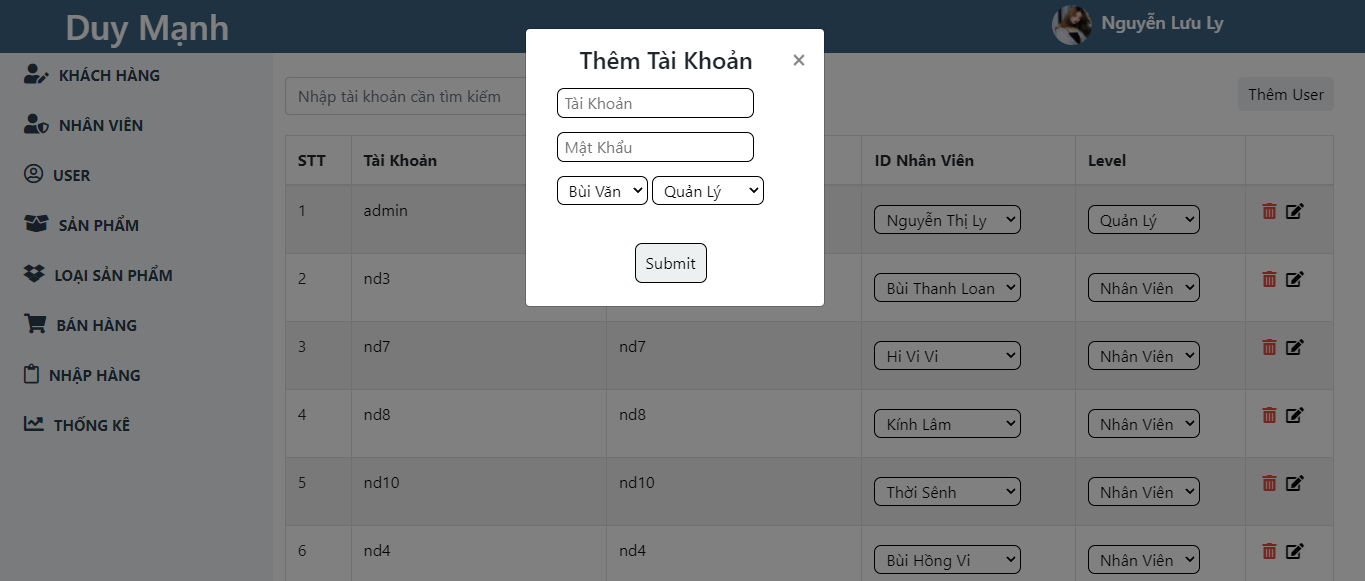 Duy Mạnh
Nguyễn Lưu Ly
KHÁCH HÀNG
NHÂN VIÊN
USER
SẢN PHẨM
LOẠI SẢN PHẨM
BÁN HÀNG
NHẬP HÀNG
THỐNG KÊ
Thêm Tài Khoản ×
Tài Khoản
Mật Khẩu
Bùi Văn Quản Lý
Submit
Nhập tài khoản cần tìm kiếm Thêm User
STT Tài Khoản ID Nhân Viên Level
1 admin Nguyễn Thị Ly Quản Lý
2 nd3 Bùi Thanh Loan Nhân Viên
3 nd7 nd7 Hi Vi Vi Nhân Viên
4 nd8 nd8 Kính Lâm Nhân Viên
5 nd10 nd10 Thời Sênh Nhân Viên
6 nd4 nd4 Bùi Hồng Vi Nhân Viên